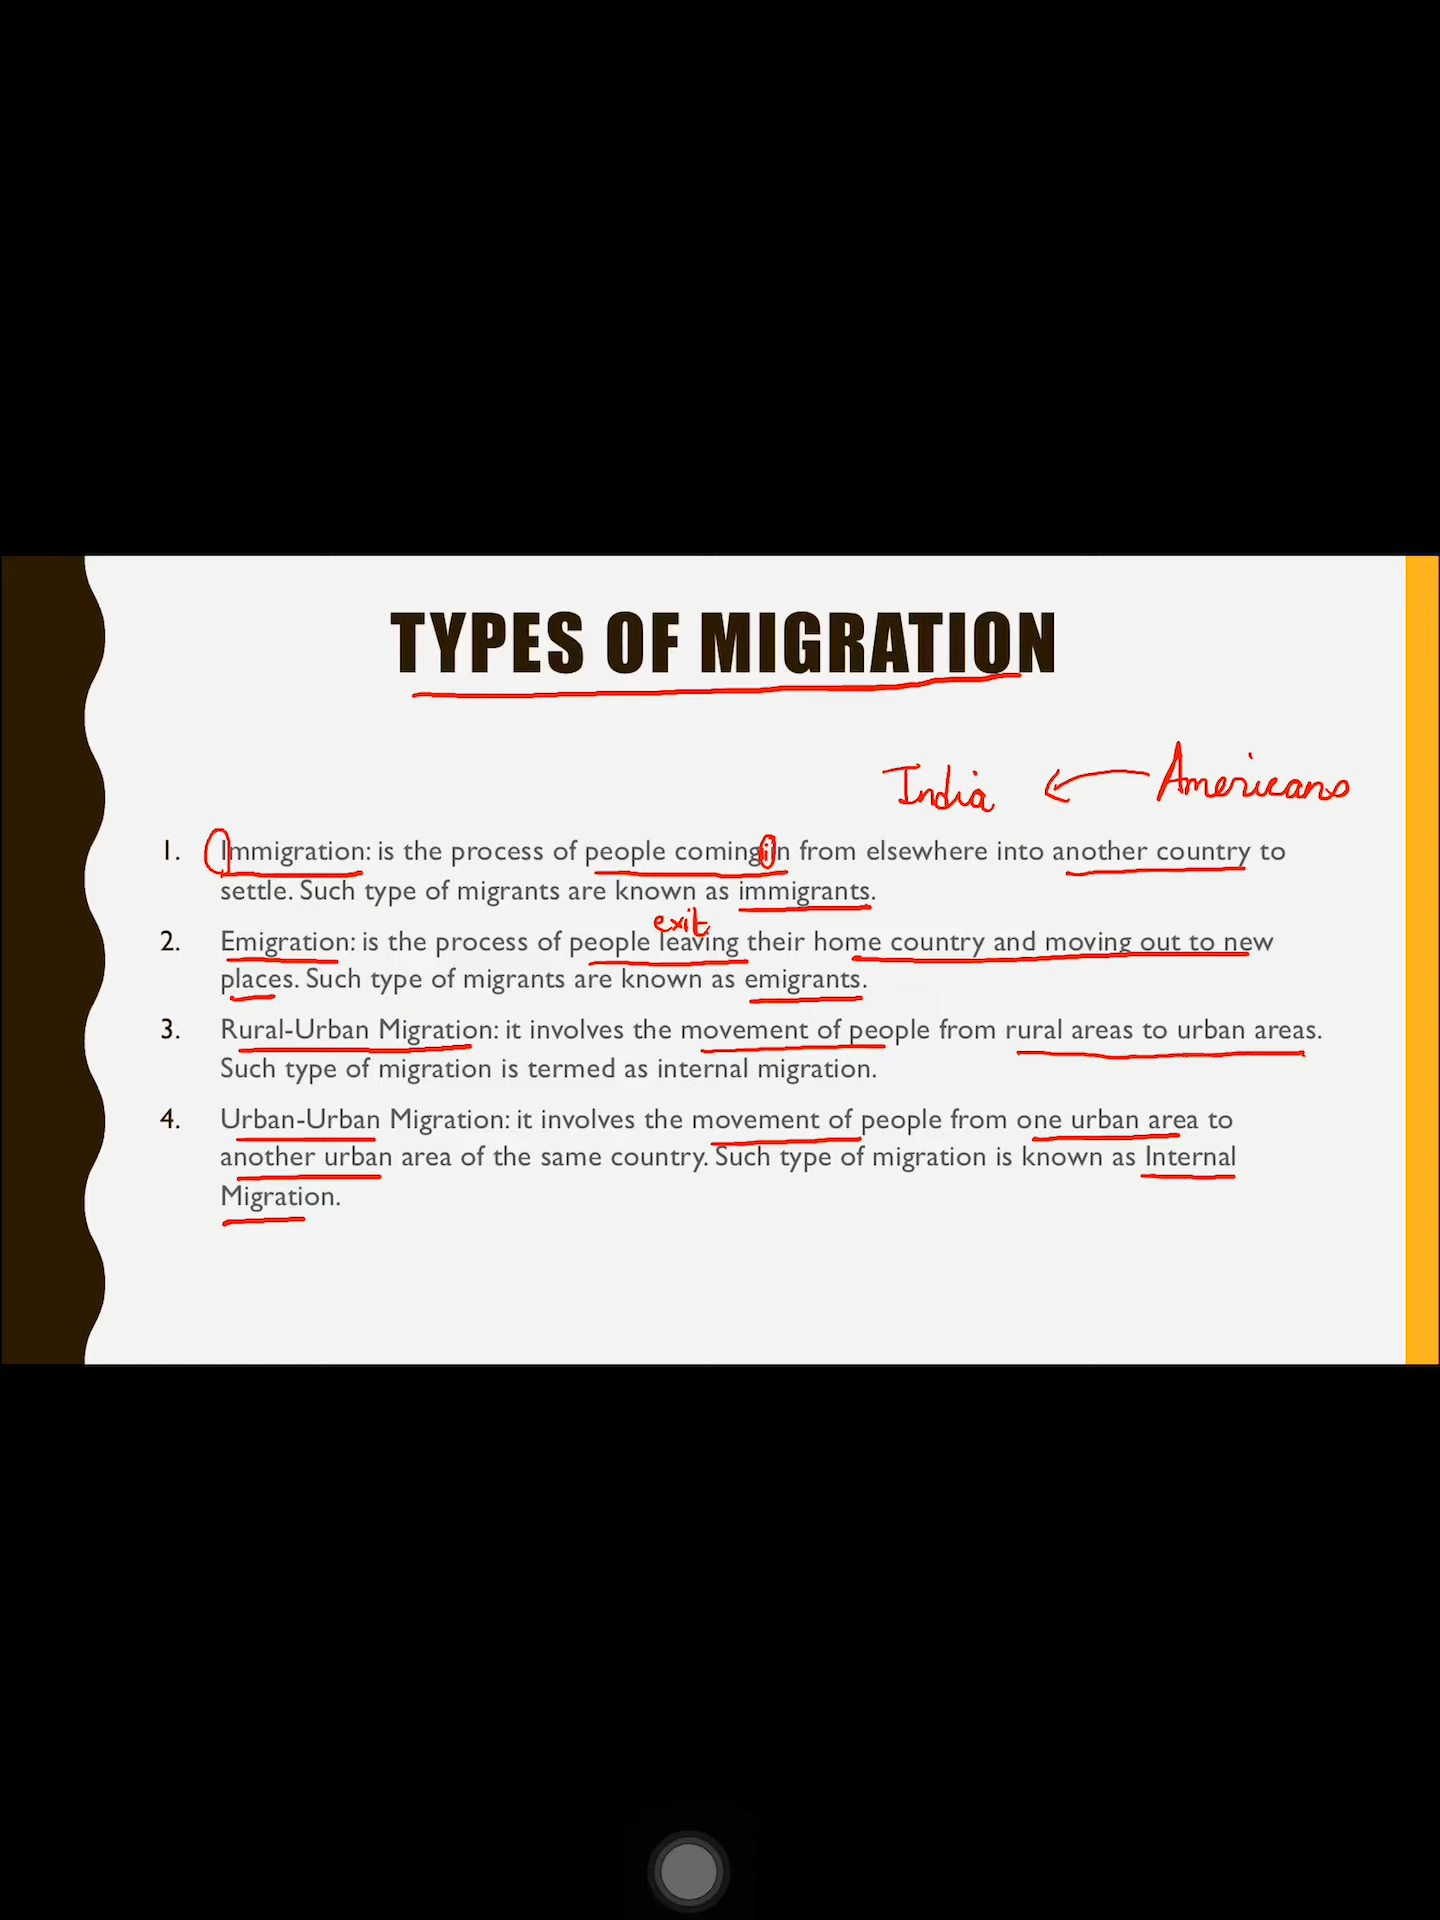 TYPES OF MIGRATION
India ← Americans
1. Immigration: is the process of people coming in from elsewhere into another country to
settle. Such type of migrants are known as immigrants.
exit
2. Emigration: is the process of people leaving their home country and moving out to new
places. Such type of migrants are known as emigrants.
3. Rural-Urban Migration: it involves the movement of people from rural areas to urban areas.
Such type of migration is termed as internal migration.
4. Urban-Urban Migration: it involves the movement of people from one urban area to
another urban area of the same country. Such type of migration is known as Internal
Migration.